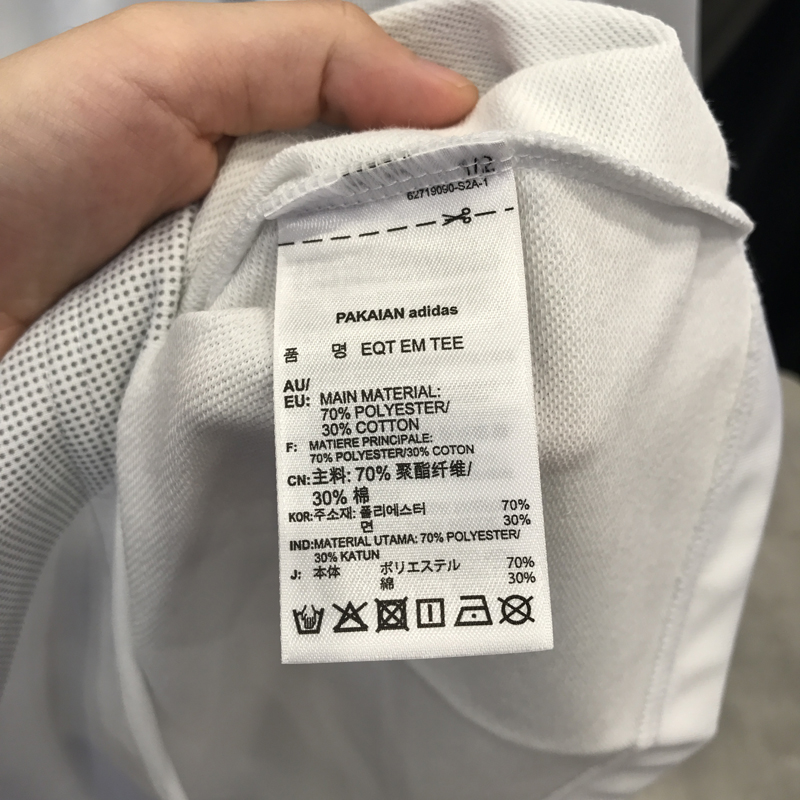 1/2
62719090-S2A-1
PAKAIAN adidas
품 명 EQT EM TEE
AU/
EU: MAIN MATERIAL:
70% POLYESTER/
30% COTTON
F: MATIERE PRINCIPALE:
70% POLYESTER/30% COTON
CN:主料: 70% 聚酯纤维/
30% 棉
KOR:주소재: 폴리에스터 70%
면 30%
IND:MATERIAL UTAMA: 70% POLYESTER/
30% KATUN
J: 本体 ポリエステル 70%
綿 30%